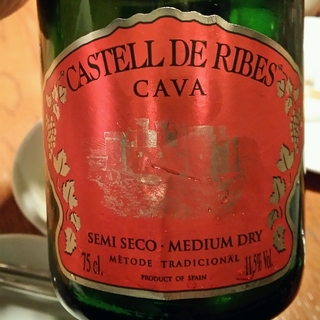 CASTELL DE RIBES
CAVA
SEMI SECO · MEDIUM DRY
75 cl. MÈTODE TRADICIONAL 11,5% Vol.
PRODUCT OF SPAIN